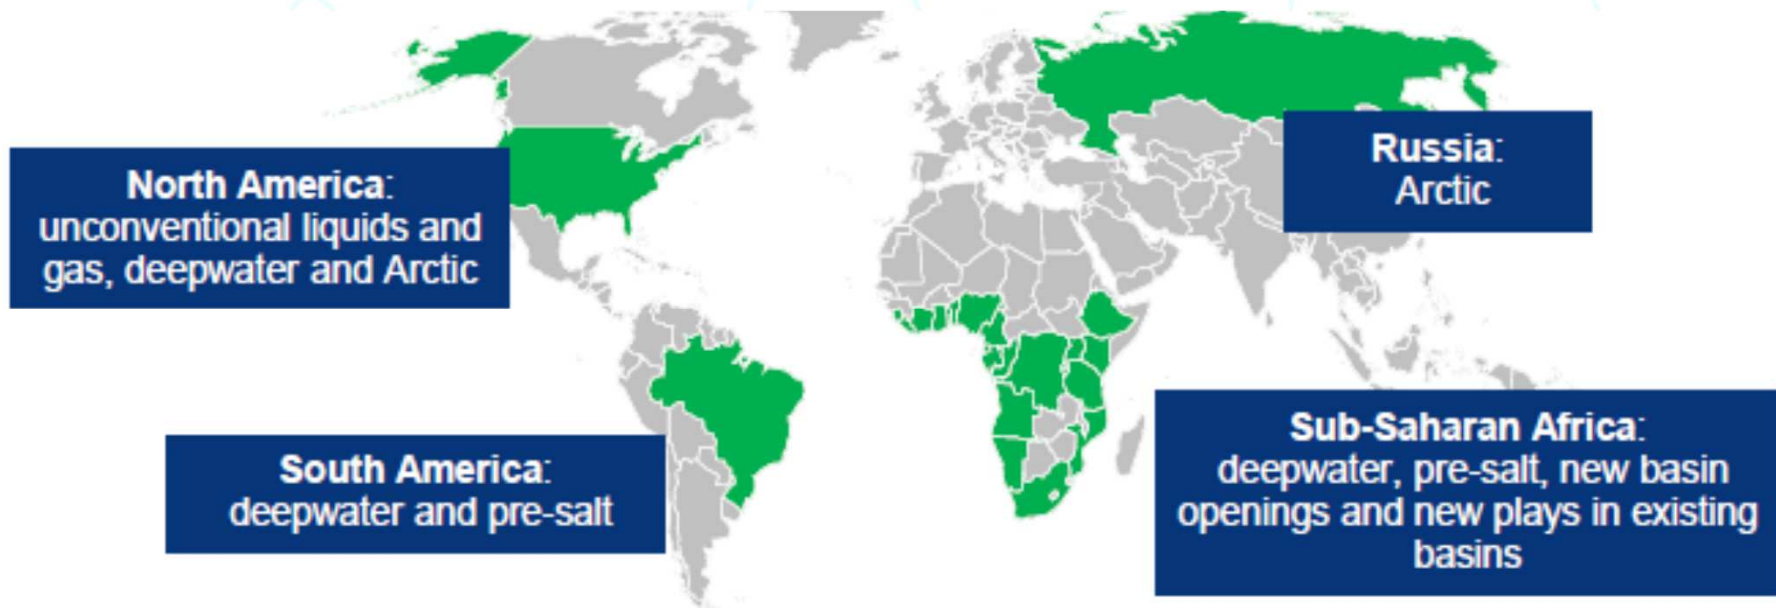 North America:
unconventional liquids and
gas, deepwater and Arctic
Russia:
Arctic
South America:
deepwater and pre-salt
Sub-Saharan Africa:
deepwater, pre-salt, new basin
openings and new plays in existing
basins